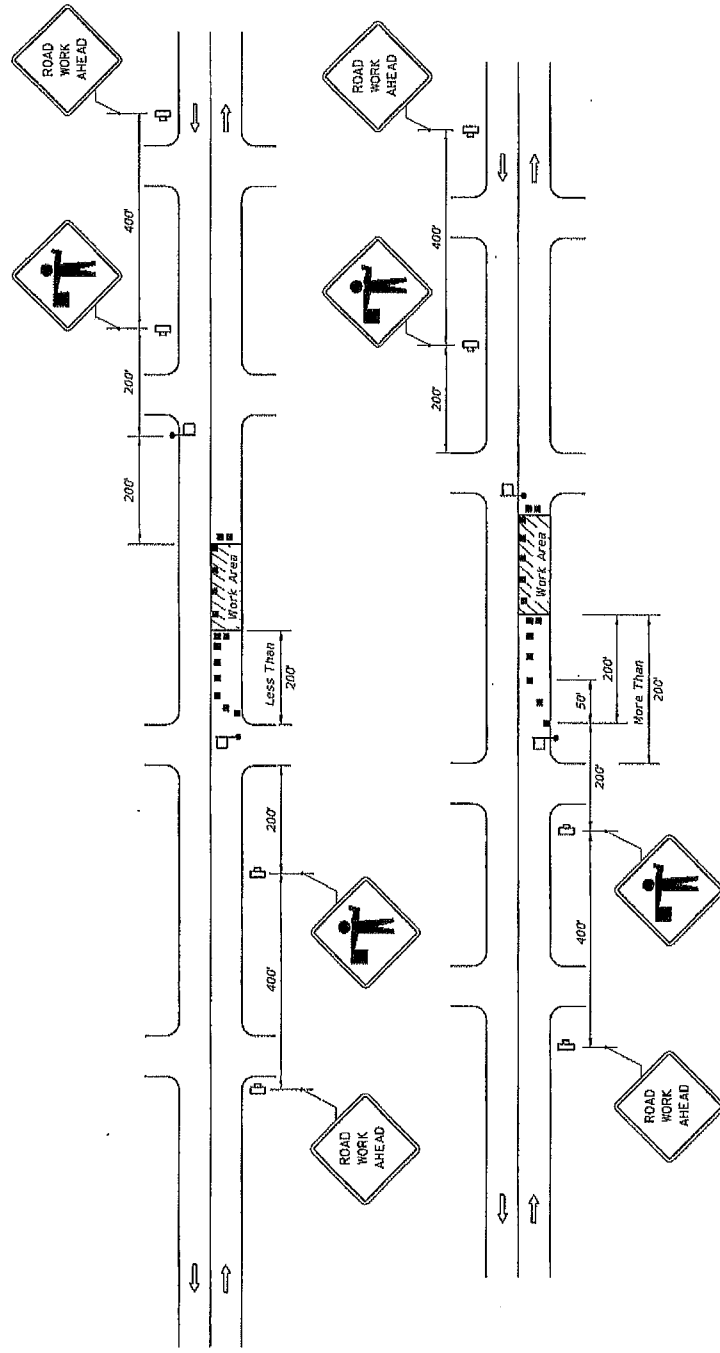 ROAD
WORK
AHEAD
400'
200'
200'
Work Area
Less Than
200'
200'
400'
ROAD
WORK
AHEAD
ROAD
WORK
AHEAD
400'
200'
Work Area
50'
200'
More Than
200'
200'
400'
ROAD
WORK
AHEAD